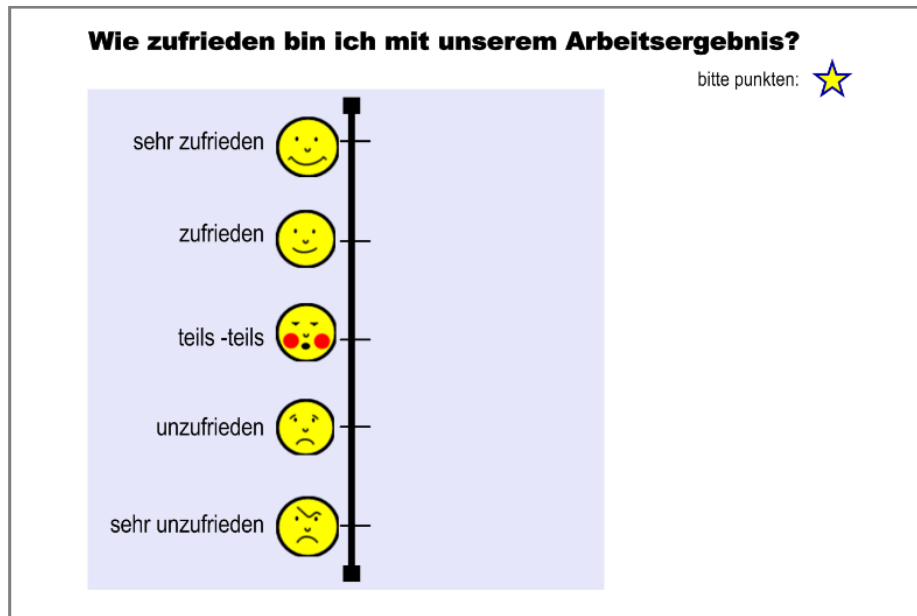 Wie zufrieden bin ich mit unserem Arbeitsergebnis?
bitte punkten:
sehr zufrieden
zufrieden
teils -teils
unzufrieden
sehr unzufrieden